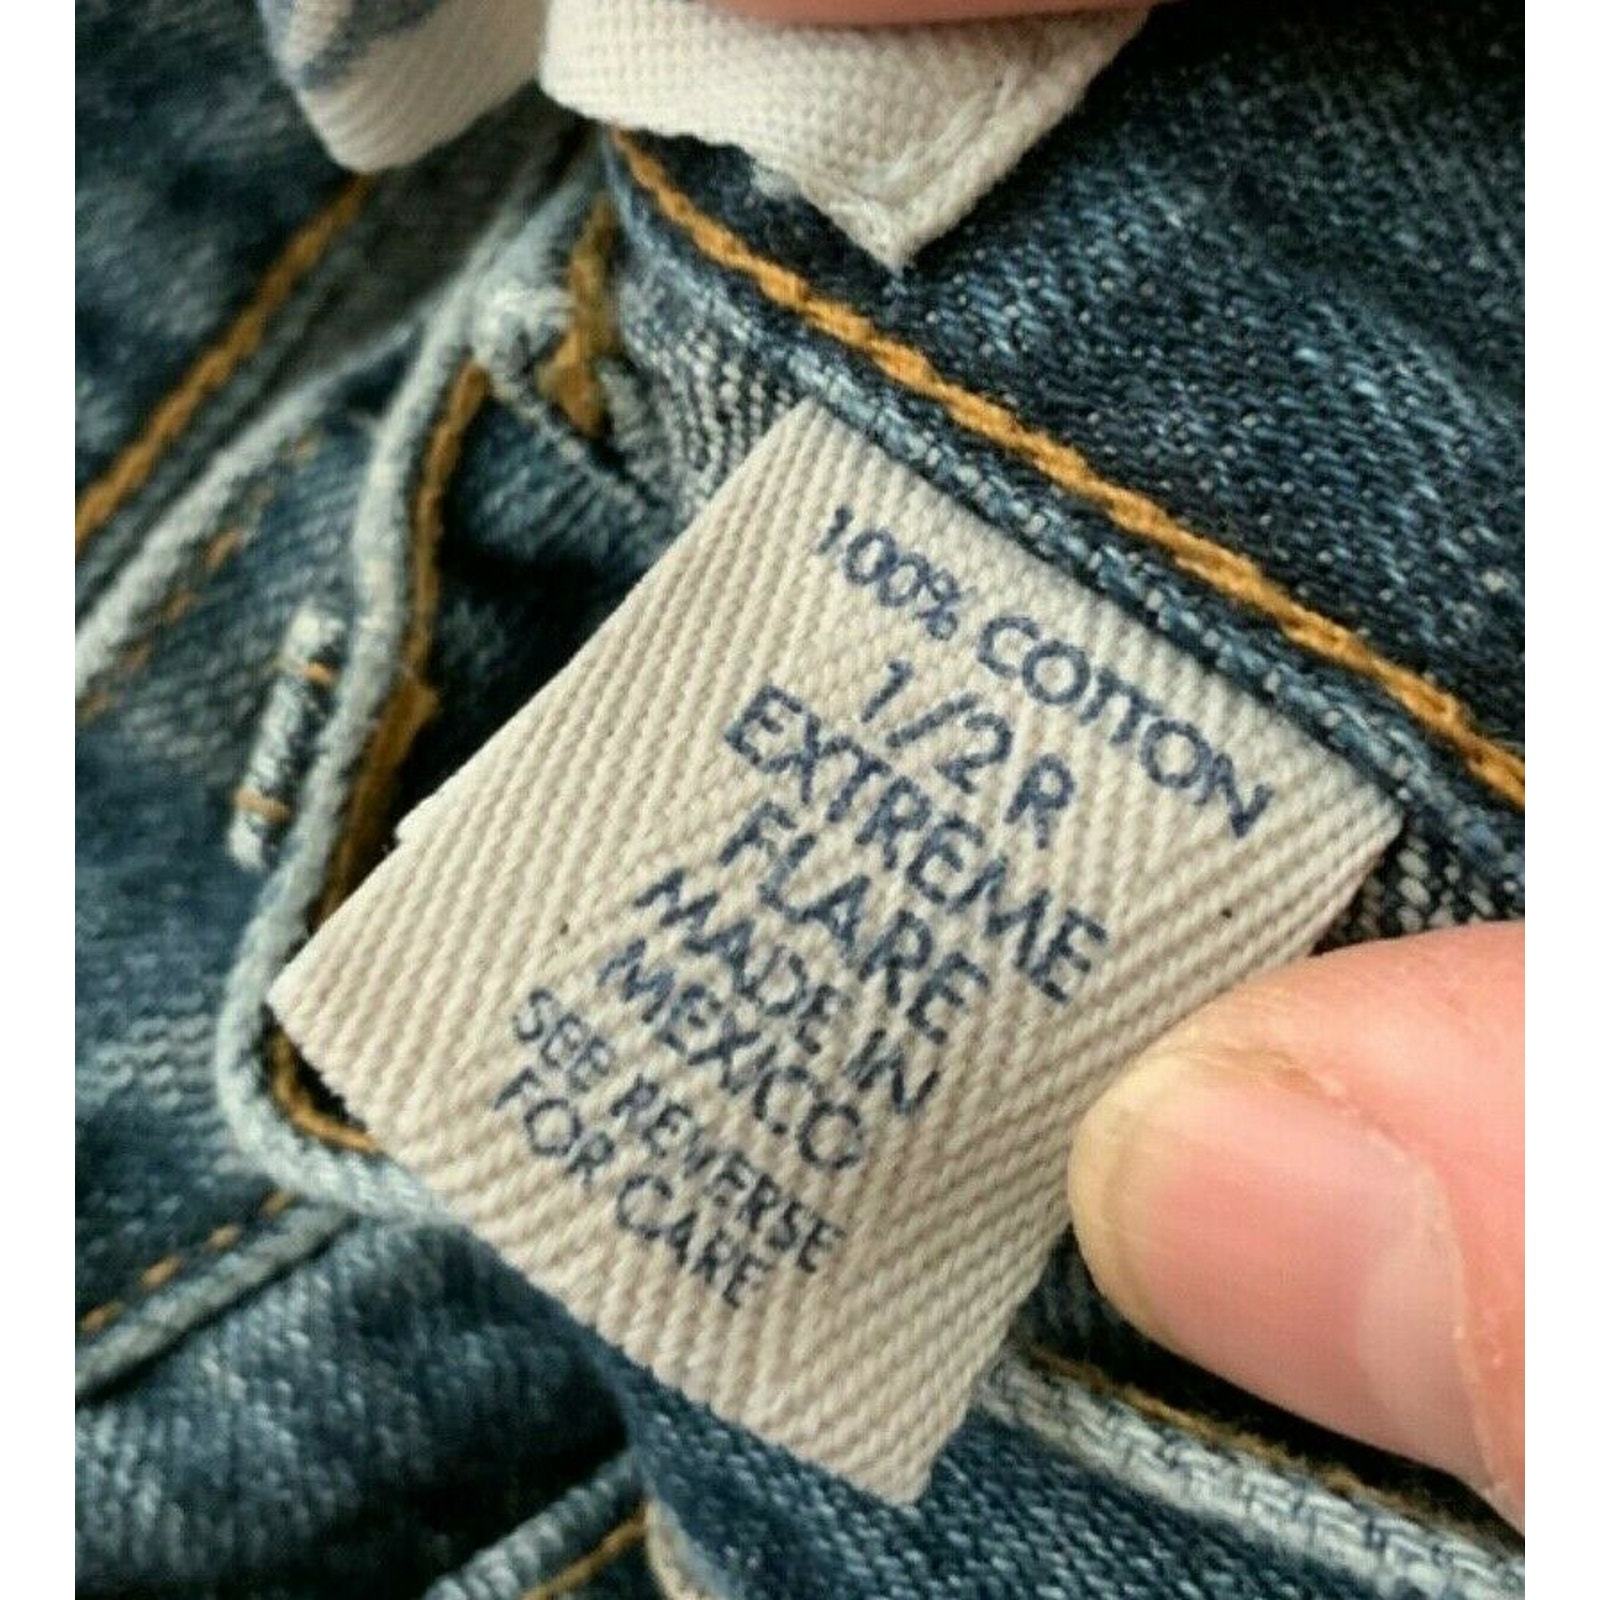 100% COTTON
1/2 R
EXTREME
FLARE
MADE IN
MEXICO
SEE REVERSE
FOR CARE